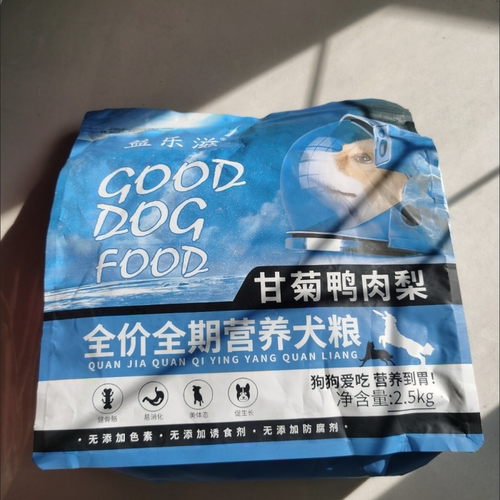 益乐滋
GOOD
DOG
FOOD
甘菊鸭肉梨
全价全期营养犬粮
QUAN JIA QUAN QI YING YANG QUAN LIANG
狗狗爱吃 营养到胃!
净含量:2.5kg
健骨骼
易消化
美体态
促生长
·无添加色素·无添加诱食剂·无添加防腐剂·